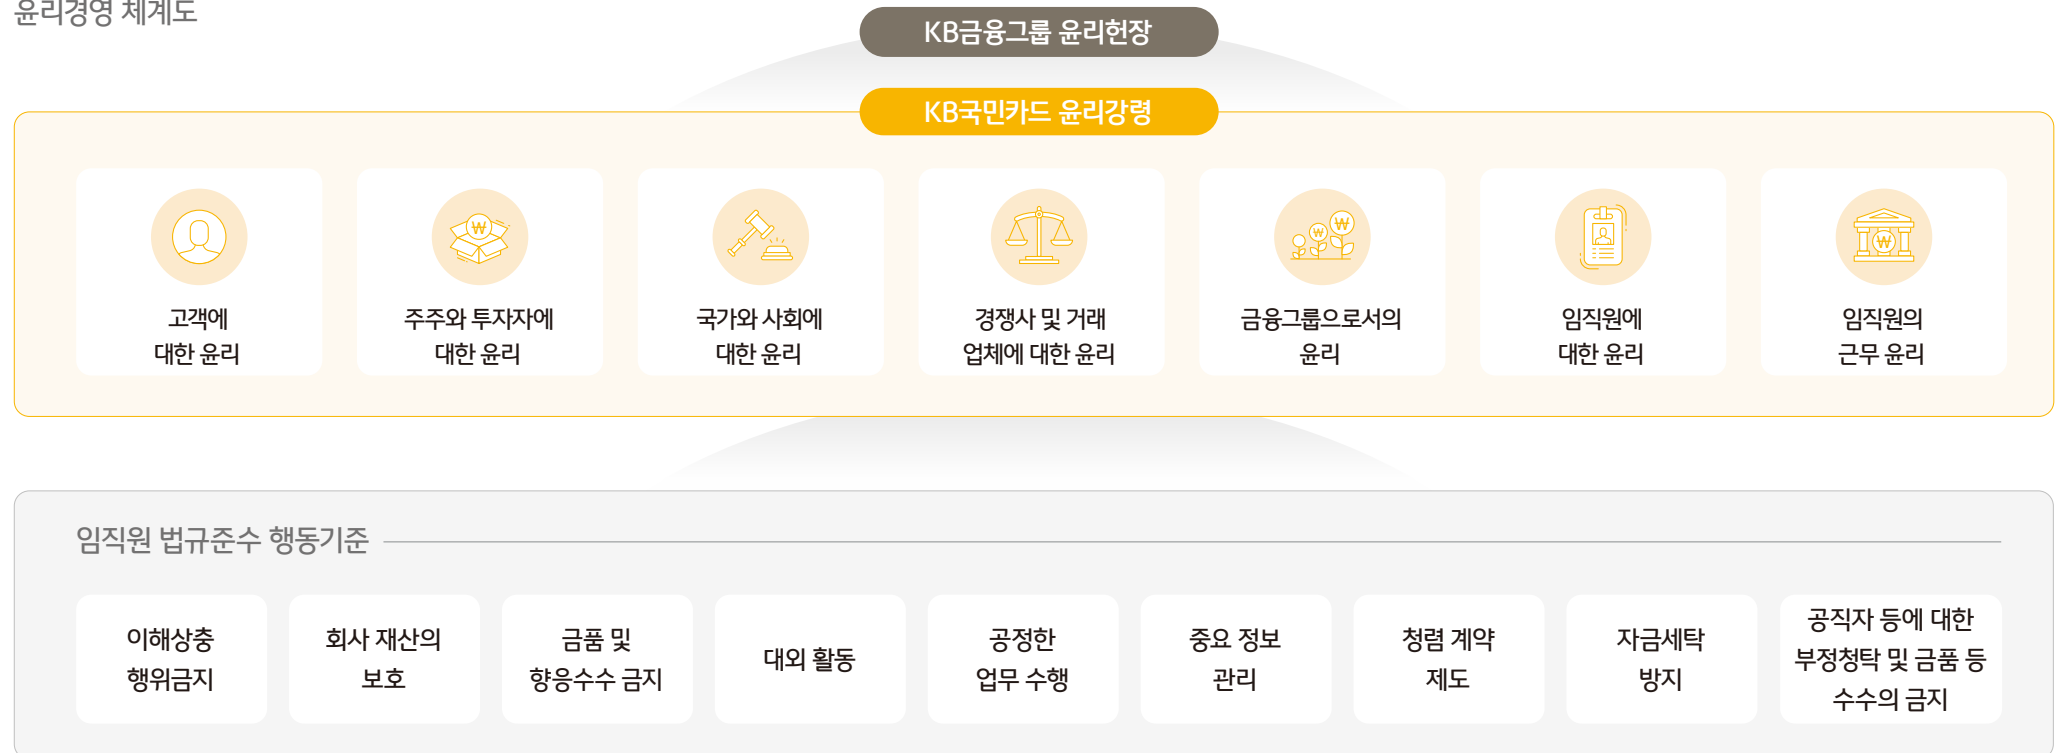 윤리경영 체계도
KB금융그룹 윤리헌장
KB국민카드 윤리강령
고객에
대한 윤리
주주와 투자자에
대한 윤리
국가와 사회에
대한 윤리
경쟁사 및 거래
업체에 대한 윤리
금융그룹으로서의
윤리
임직원에
대한 윤리
임직원의
근무 윤리
임직원 법규준수 행동기준
이해상충
행위금지
회사 재산의
보호
금품 및
향응수수 금지
대외 활동
공정한
업무 수행
중요 정보
관리
청렴 계약
제도
자금세탁
방지
공직자 등에 대한
부정청탁 및 금품 등
수수의 금지